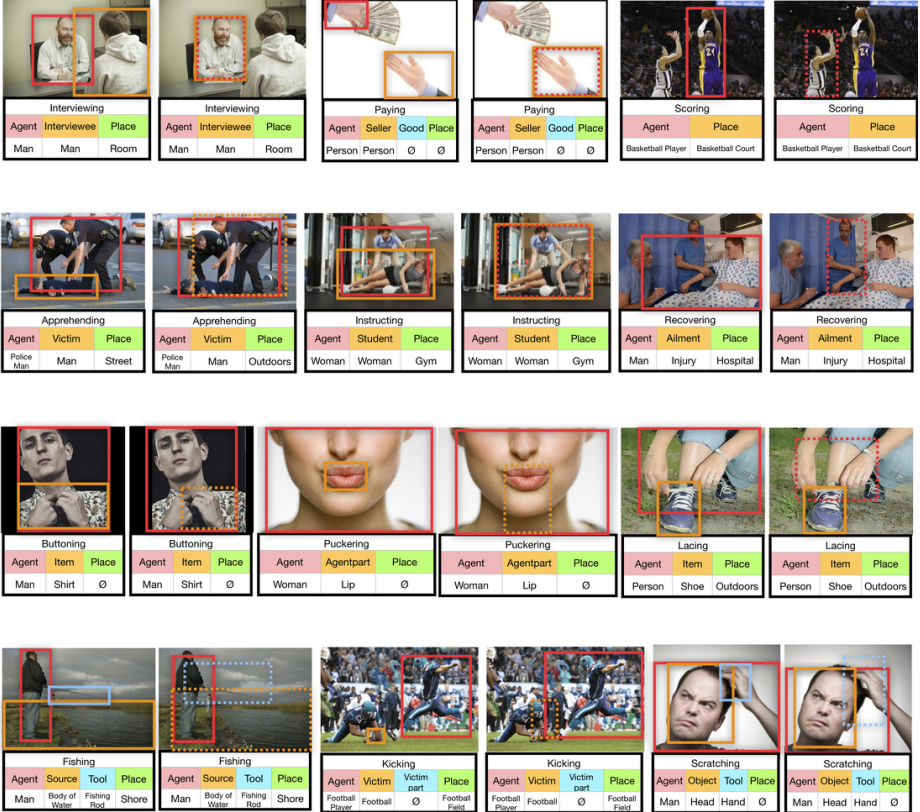 Interviewing Interviewing Paying Paying Scoring Scoring
Agent Interviewee Place Agent Interviewee Place Agent Seller Good Place Agent Seller Good Place Agent Place Agent Place
Man Man Room Man Man Room Person Person Ø Ø Person Person Ø Ø Basketball Player Basketball Court Basketball Player Basketball Court
24
Apprehending Apprehending Instructing Instructing Recovering Recovering
Agent Victim Place Agent Victim Place Agent Student Place Agent Student Place Agent Ailment Place Agent Ailment Place
Police Man Man Street Police Man Man Outdoors Woman Woman Gym Woman Woman Gym Man Injury Hospital Man Injury Hospital
Buttoning Buttoning Puckering Puckering Lacing Lacing
Agent Item Place Agent Item Place Agent Agentpart Place Agent Agentpart Place Agent Item Place Agent Item Place
Man Shirt Ø Man Shirt Ø Woman Lip Ø Woman Lip Ø Person Shoe Outdoors Person Shoe Outdoors
Fishing Fishing Kicking Kicking Scratching Scratching
Agent Source Tool Place Agent Source Tool Place Agent Victim Victim part Place Agent Victim Victim part Place Agent Object Tool Place Agent Object Tool Place
Man Body of Water Fishing Rod Shore Man Body of Water Fishing Rod Shore Football Player Football Ø Football Field Football Player Football Ø Football Field Man Head Hand Ø Man Head Hand Ø